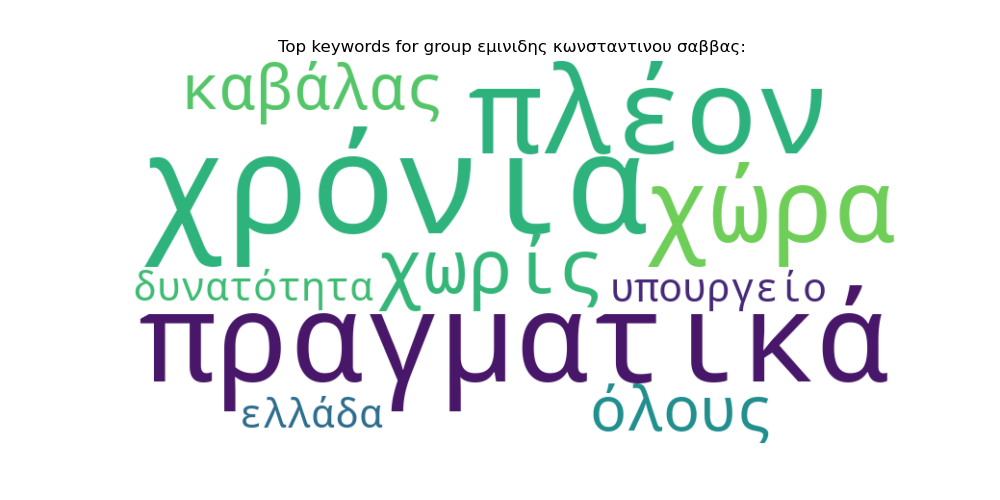 Top keywords for group εμινιδης κωνσταντινου σαββας:
καβάλας
πλέον
χρόνια
χώρα
χωρίς
δυνατότητα
υπουργείο
πραγματικά
ελλάδα
όλους